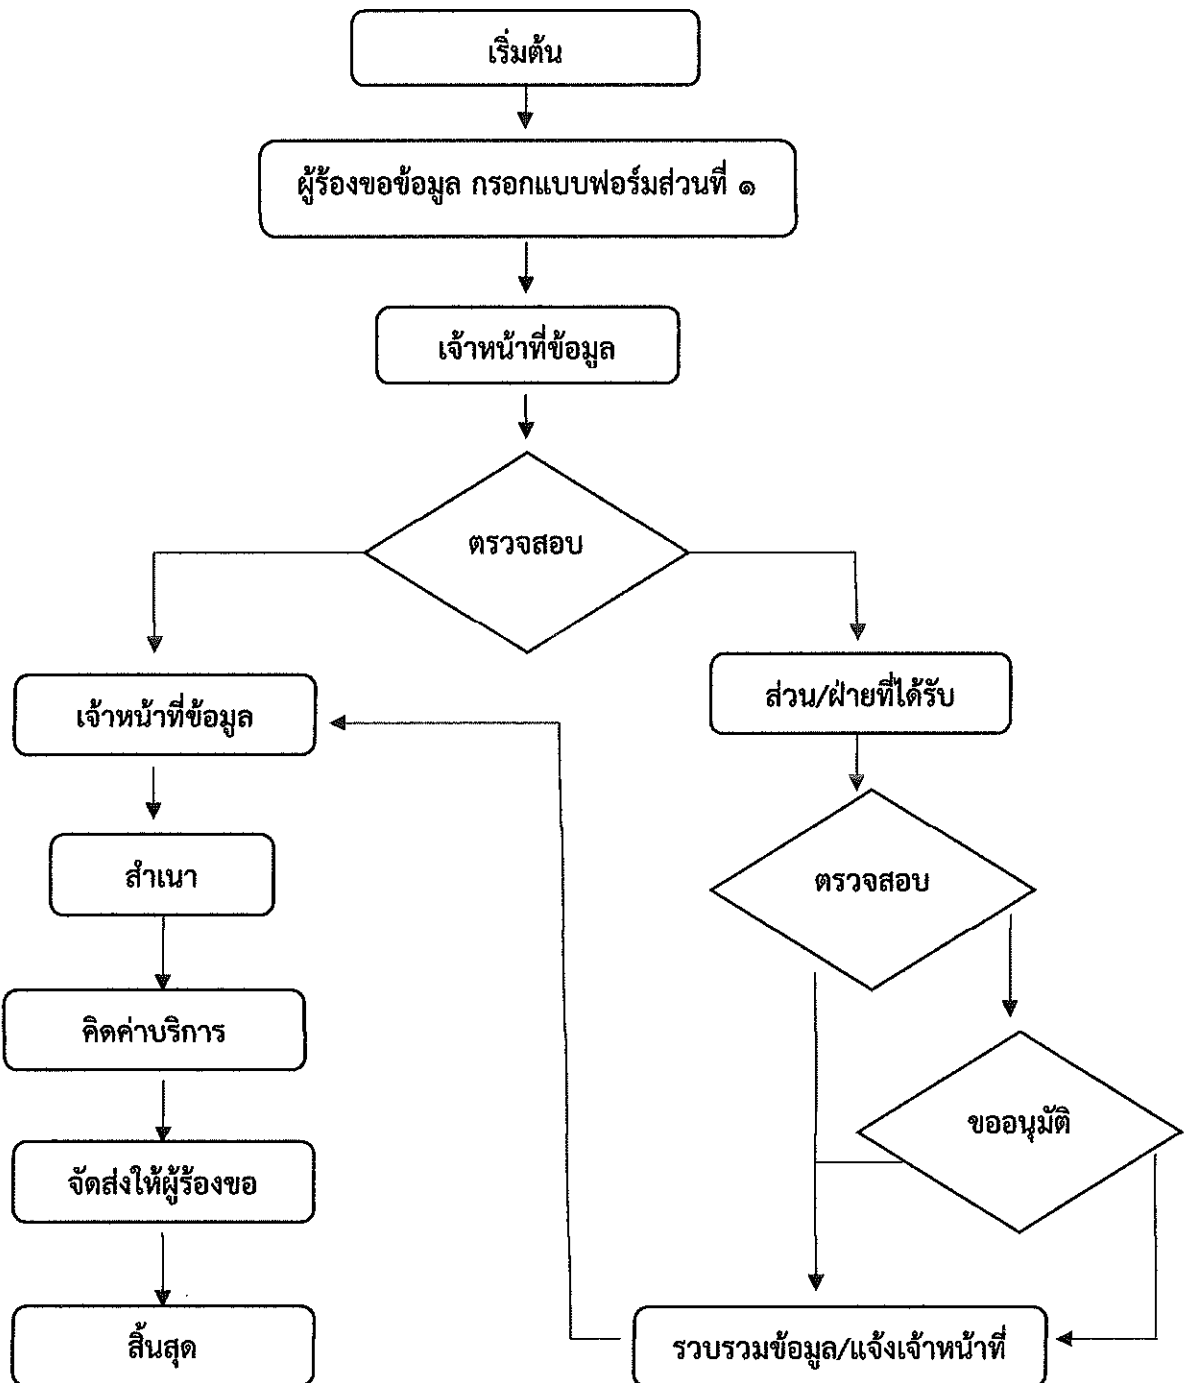 เริ่มต้น
ผู้ร้องขอข้อมูล กรอกแบบฟอร์มส่วนที่ ๑
เจ้าหน้าที่ข้อมูล
ตรวจสอบ
เจ้าหน้าที่ข้อมูล
ส่วน/ฝ่ายที่ได้รับ
สำเนา
ตรวจสอบ
คิดค่าบริการ
ขออนุมัติ
จัดส่งให้ผู้ร้องขอ
สิ้นสุด
รวบรวมข้อมูล/แจ้งเจ้าหน้าที่